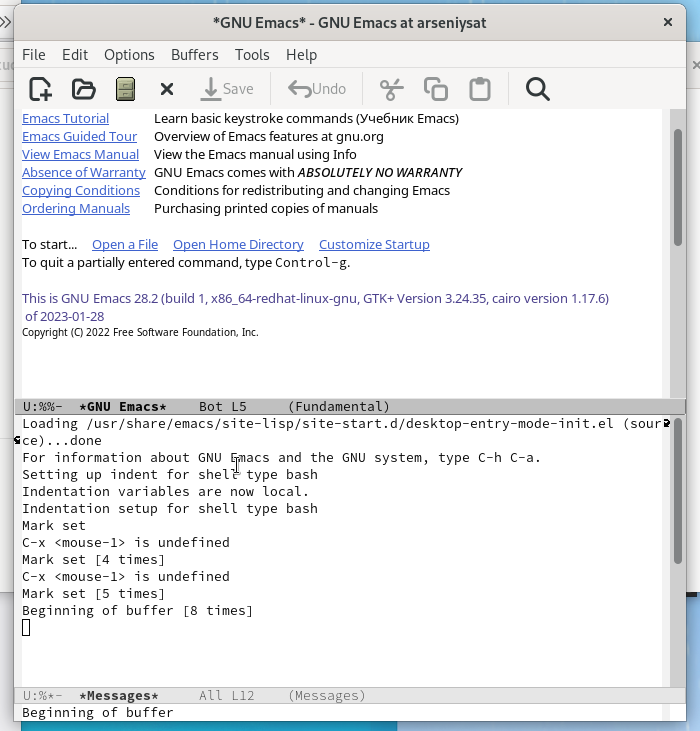 *GNU Emacs* - GNU Emacs at arseniysat
File Edit Options Buffers Tools Help
Save Undo
Emacs Tutorial Learn basic keystroke commands (Учебник Emacs)
Emacs Guided Tour Overview of Emacs features at gnu.org
View Emacs Manual View the Emacs manual using Info
Absence of Warranty GNU Emacs comes with ABSOLUTELY NO WARRANTY
Copying Conditions Conditions for redistributing and changing Emacs
Ordering Manuals Purchasing printed copies of manuals
To start... Open a File Open Home Directory Customize Startup
To quit a partially entered command, type Control-g.
This is GNU Emacs 28.2 (build 1, x86_64-redhat-linux-gnu, GTK+ Version 3.24.35, cairo version 1.17.6)
of 2023-01-28
Copyright (C) 2022 Free Software Foundation, Inc.
U:%%- *GNU Emacs* Bot L5 (Fundamental)
Loading /usr/share/emacs/site-lisp/site-start.d/desktop-entry-mode-init.el (sour
ce)...done
For information about GNU Emacs and the GNU system, type C-h C-a.
Setting up indent for shell type bash
Indentation variables are now local.
Indentation setup for shell type bash
Mark set
C-x <mouse-1> is undefined
Mark set [4 times]
C-x <mouse-1> is undefined
Mark set [5 times]
Beginning of buffer [8 times]
U:%*- *Messages* All L12 (Messages)
Beginning of buffer